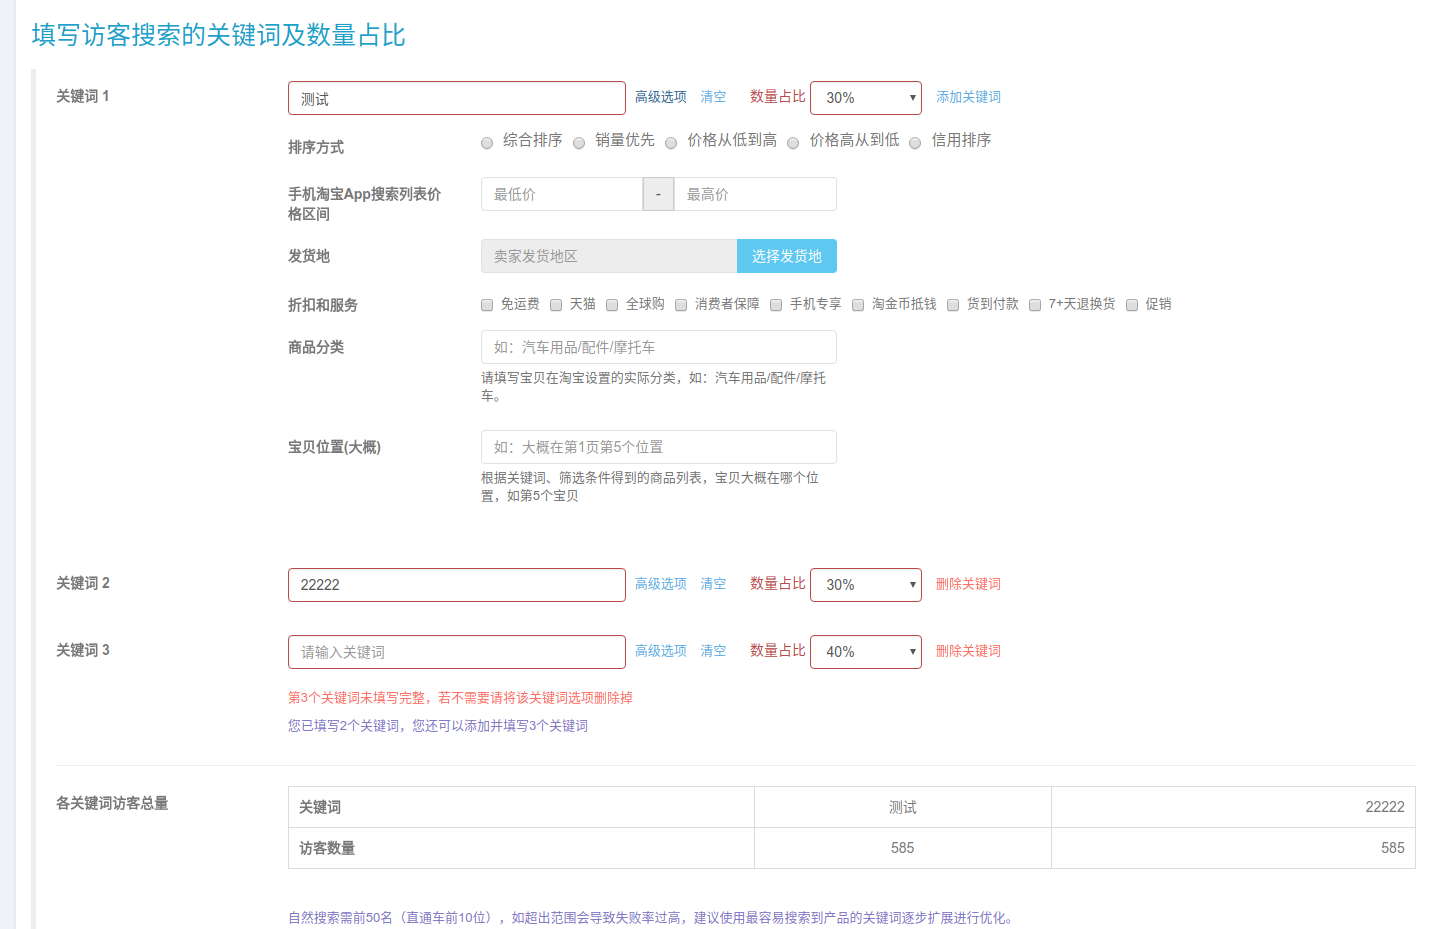 填写访客搜索的关键词及数量占比
关键词 1 测试 高级选项 清空 数量占比 30% 添加关键词
排序方式 综合排序 销量优先 价格从低到高 价格高从到低 信用排序
手机淘宝App搜索列表价
格区间
最低价 - 最高价
发货地 卖家发货地区 选择发货地
折扣和服务 免运费 天猫 全球购 消费者保障 手机专享 淘金币抵钱 货到付款 7+天退换货 促销
商品分类 如：汽车用品/配件/摩托车
请填写宝贝在淘宝设置的实际分类，如：汽车用品/配件/摩托
车。
宝贝位置(大概) 如：大概在第1页第5个位置
根据关键词、筛选条件得到的商品列表，宝贝大概在哪个位
置，如第5个宝贝
关键词 2 22222 高级选项 清空 数量占比 30% 删除关键词
关键词 3 请输入关键词 高级选项 清空 数量占比 40% 删除关键词
第3个关键词未填写完整，若不需要请将该关键词选项删除掉
您已填写2个关键词，您还可以添加并填写3个关键词
各关键词访客总量 关键词 测试 22222
访客数量 585 585
自然搜索需前50名（直通车前10位），如超出范围会导致失败率过高，建议使用最容易搜索到产品的关键词逐步扩展进行优化。